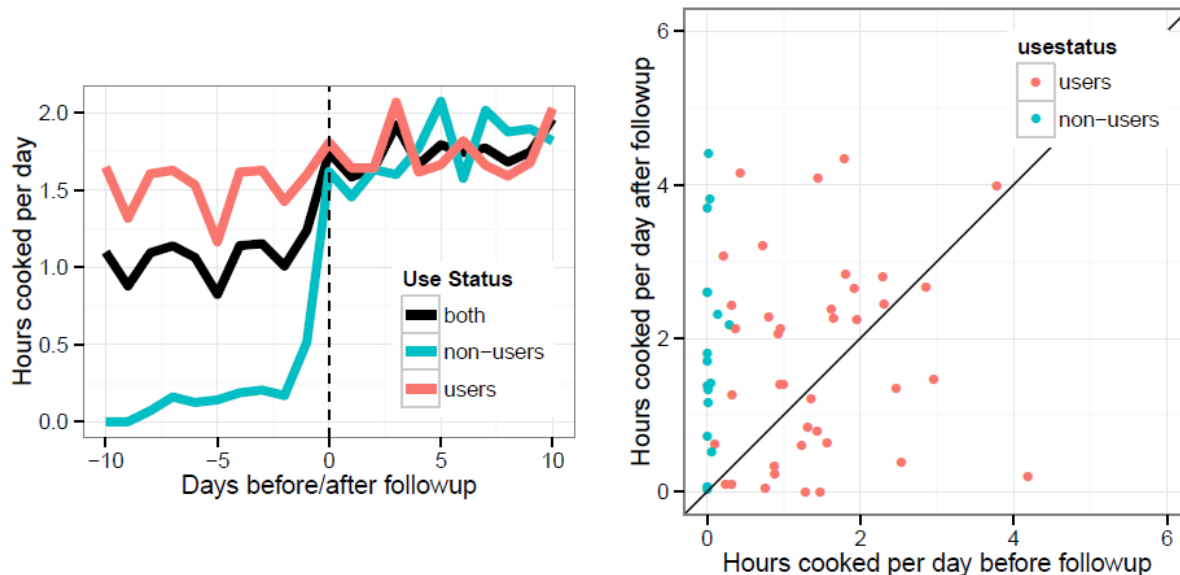 Hours cooked per day
2.0
1.5
1.0
0.5
0.0
−10
−5
0
5
10
Days before/after followup
Use Status
both
non−users
users
Hours cooked per day after followup
6
4
2
0
0
2
4
6
Hours cooked per day before followup
usestatus
users
non−users